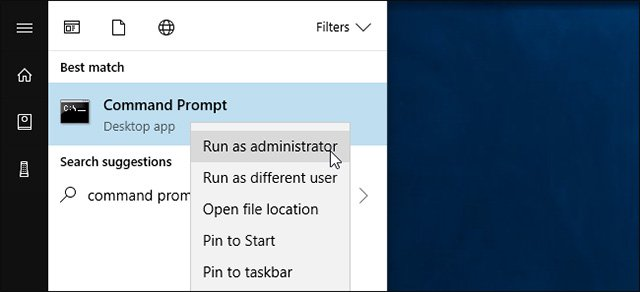 Filters
Best match
Command Prompt
Desktop app
Run as administrator
Run as different user
Open file location
Pin to Start
Pin to taskbar
Search suggestions
command prom